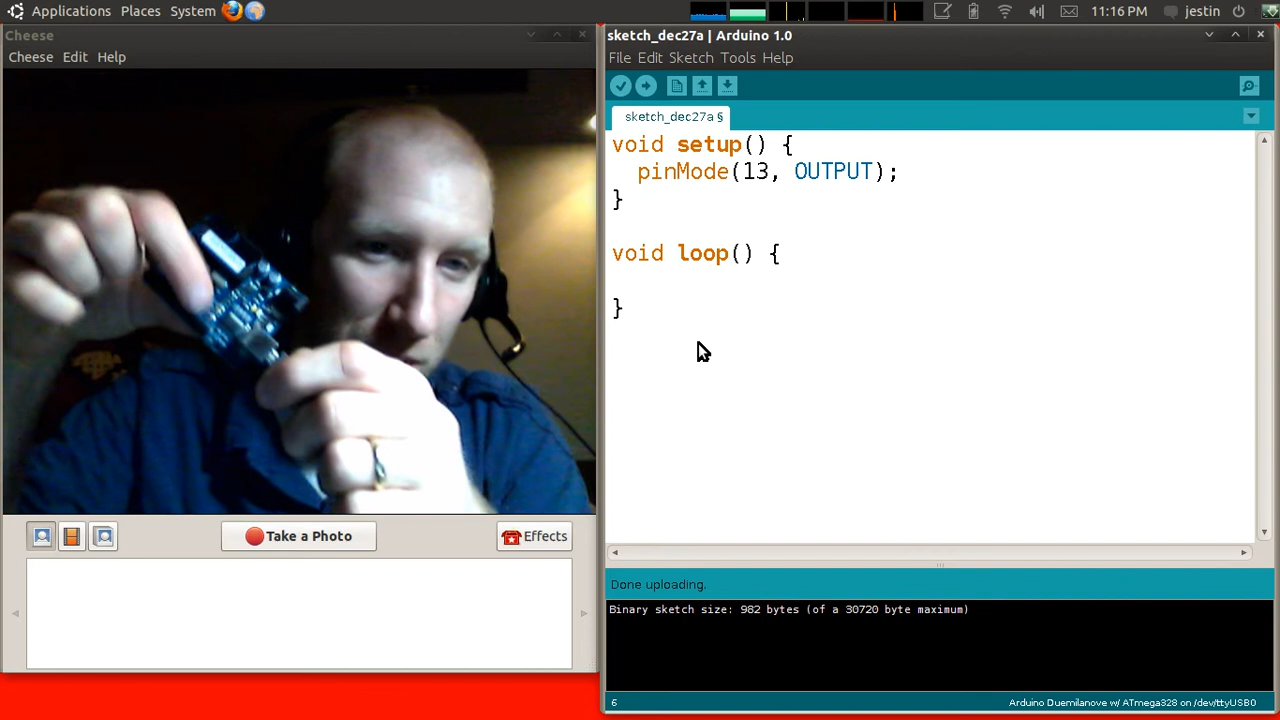 Applications Places System 11:16 PM jestin
Cheese
Cheese Edit Help
Take a Photo
Effects
sketch_dec27a | Arduino 1.0
File Edit Sketch Tools Help
sketch_dec27a §
void setup() {
  pinMode(13, OUTPUT);
}
void loop() {
}
Done uploading.
Binary sketch size: 982 bytes (of a 30720 byte maximum)
6 Arduino Duemilanove w/ ATmega328 on /dev/ttyUSB0